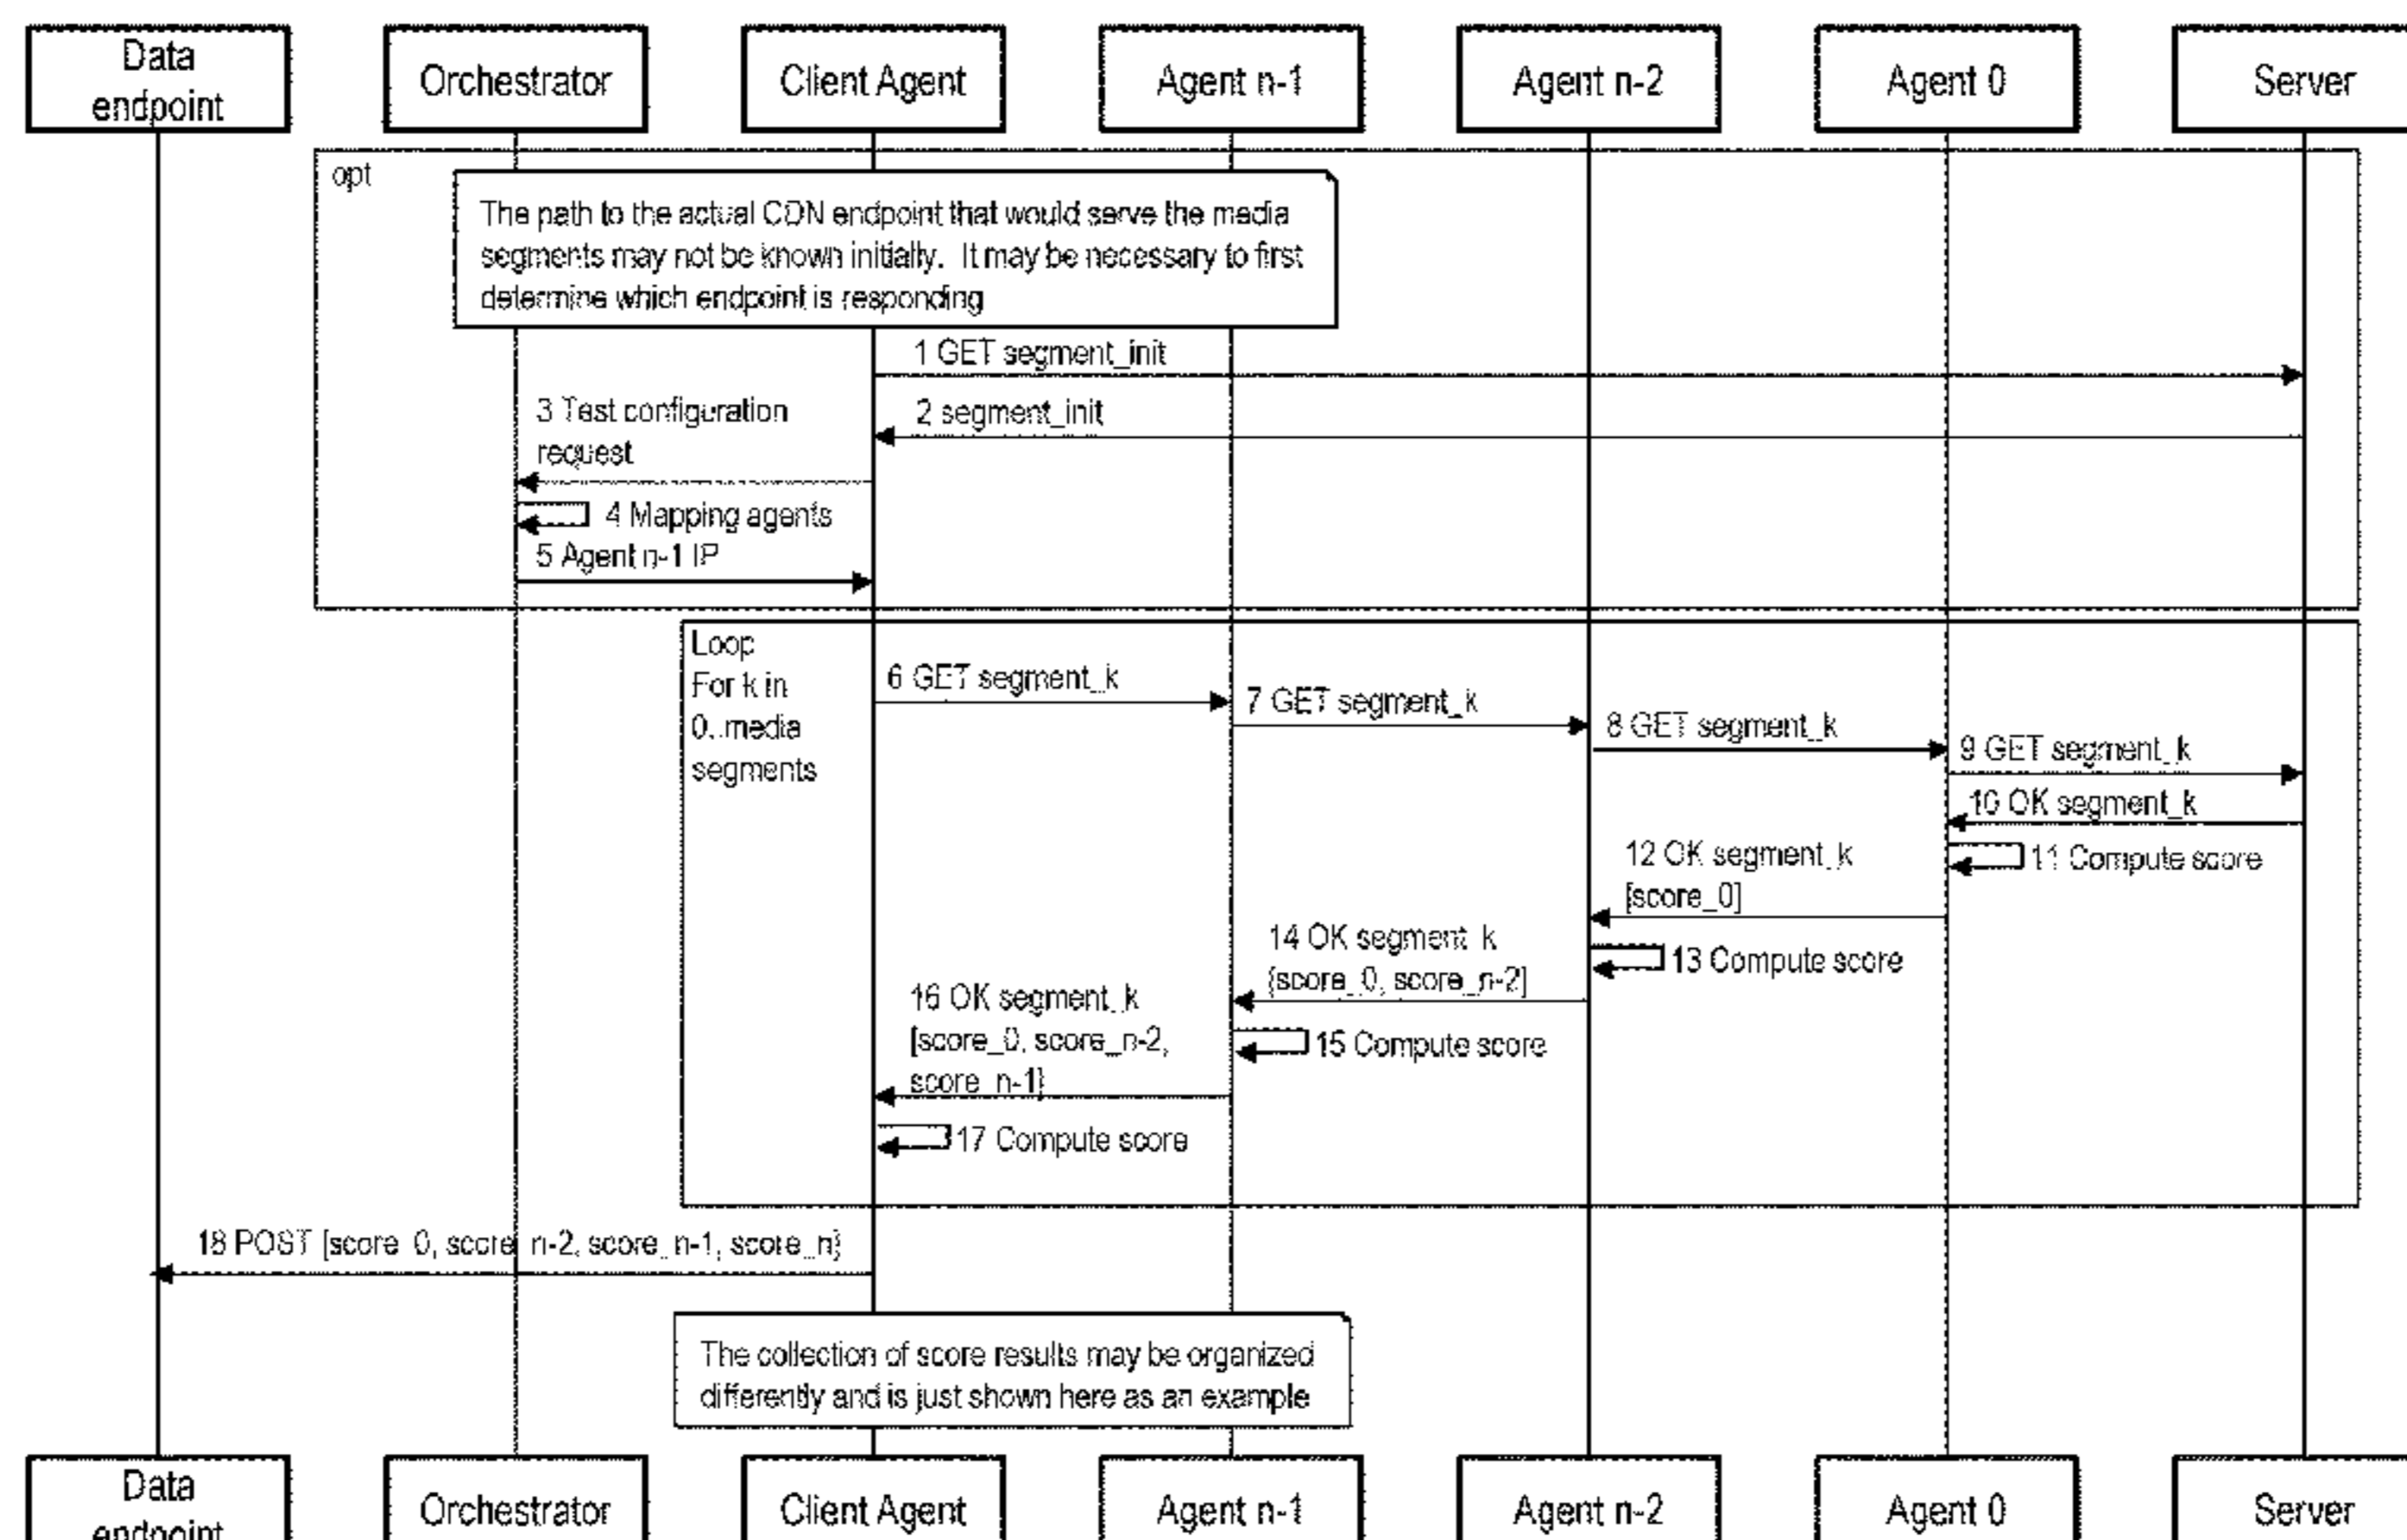 Data
endpoint
Orchestrator
Client Agent
Agent n-1
Agent n-2
Agent 0
Server
opt
The path to the actual CDN endpoint that would serve the media
segments may not be known initially. It may be necessary to first
determine which endpoint is responding
1 GET segment_init
2 segment_init
3 Test configuration
request
4 Mapping agents
5 Agent n-1 IP
Loop
For k in
0..media
segments
6 GET segment_k
7 GET segment_k
8 GET segment_k
9 GET segment_k
10 OK segment_k
11 Compute score
12 OK segment_k
[score_0]
13 Compute score
14 OK segment_k
[score_0, score_n-2]
15 Compute score
16 OK segment_k
[score_0, score_n-2,
score_n-1]
17 Compute score
18 POST [score_0, score_n-2, score_n-1, score_n]
The collection of score results may be organized
differently and is just shown here as an example
Data
endpoint
Orchestrator
Client Agent
Agent n-1
Agent n-2
Agent 0
Server